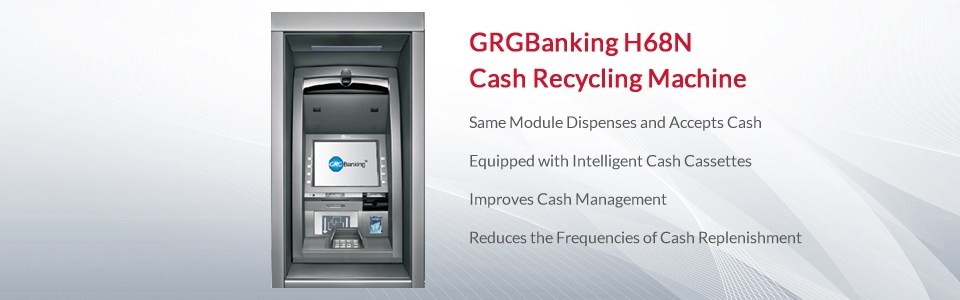 GRGBanking
GRGBanking H68N
Cash Recycling Machine
Same Module Dispenses and Accepts Cash
Equipped with Intelligent Cash Cassettes
Improves Cash Management
Reduces the Frequencies of Cash Replenishment